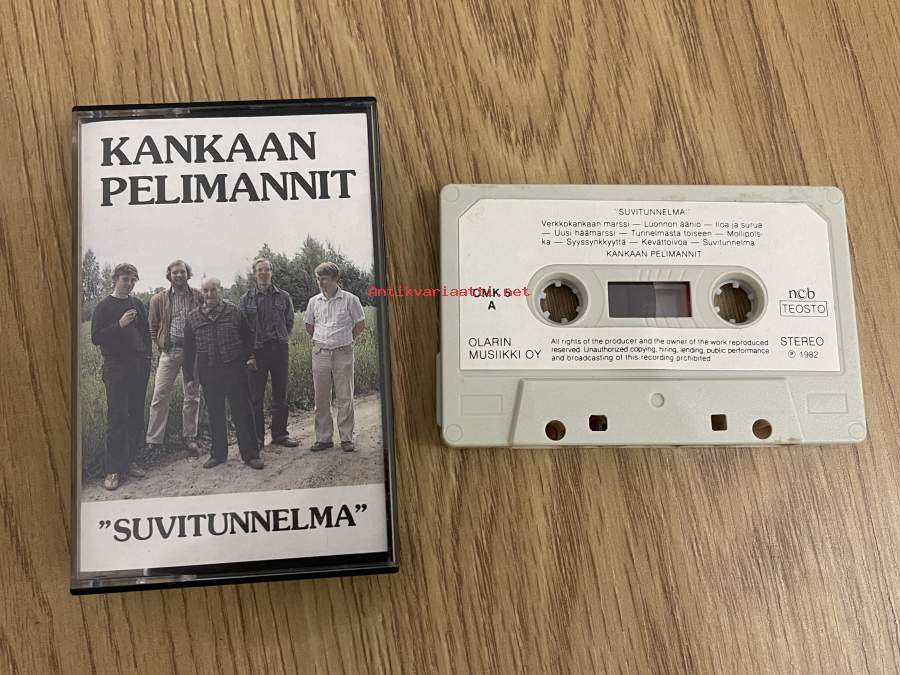 KANKAAN
PELIMANNIT
"SUVITUNNELMA"
"SUVITUNNELMA"
Verkkokankaan marssi — Luonnon ääniö — Iloa ja surua
— Uusi häämarssi — Tunnelmasta toiseen — Mollipols-
ka — Syyssynkkyyttä — Kevättoivoa — Suvitunnelma
KANKAAN PELIMANNIT
Antikvariaatti.net
OMK
A
ncb
TEOSTO
OLARIN
MUSIIKKI OY
All rights of the producer and the owner of the work reproduced
reserved. Unauthorized copying, hiring, lending, public performance
and broadcasting of this recording prohibited.
STEREO
℗ 1982